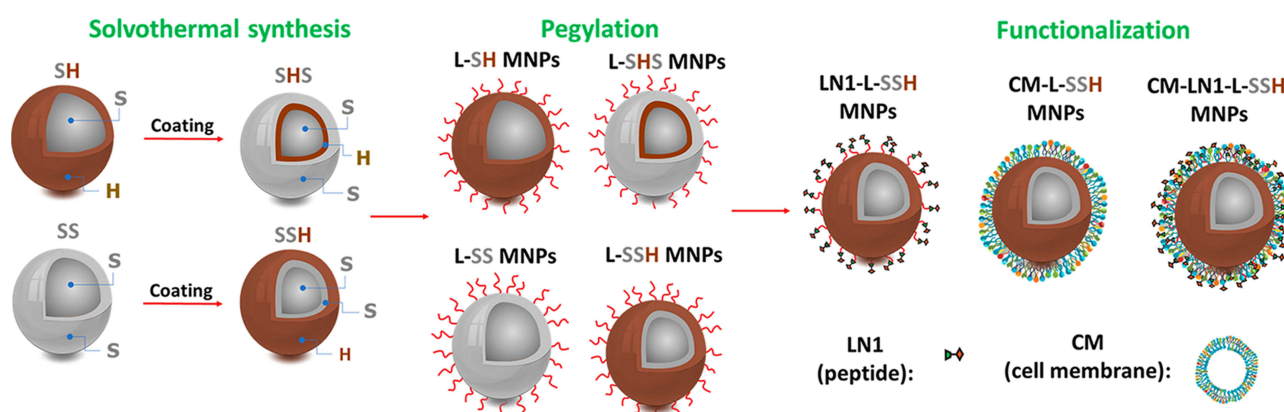 Solvothermal synthesis
SH
S
H
Coating
SHS
S
H
S
SS
S
S
Coating
SSH
S
S
H
Pegylation
L-SH MNPs
L-SHS MNPs
L-SS MNPs
L-SSH MNPs
Functionalization
LN1-L-SSH
MNPs
CM-L-SSH
MNPs
CM-LN1-L-SSH
MNPs
LN1
(peptide):
CM
(cell membrane):